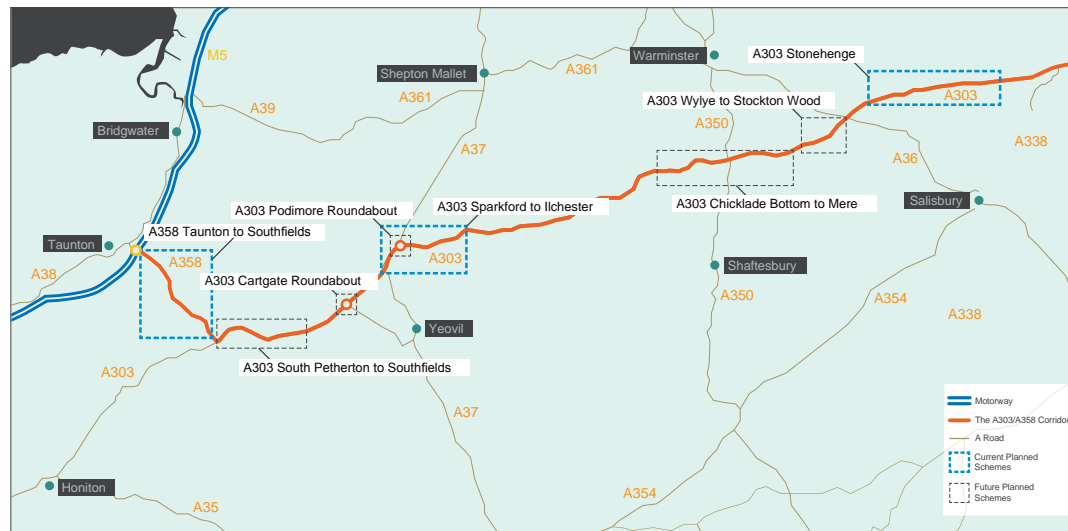 M5
Warminster
A303 Stonehenge
A361
Shepton Mallet
A361
A303
A303 Wylye to Stockton Wood
A39
A350
A338
Bridgwater
A37
A36
Salisbury
A303 Chicklade Bottom to Mere
A303 Podimore Roundabout
A303 Sparkford to Ilchester
A358 Taunton to Southfields
Taunton
A358
A303
Shaftesbury
A38
A303 Cartgate Roundabout
A350
A354
A338
Yeovil
A303
A303 South Petherton to Southfields
A37
Motorway
The A303/A358 Corridor
A Road
Current Planned
Schemes
Future Planned
Schemes
Honiton
A35
A354